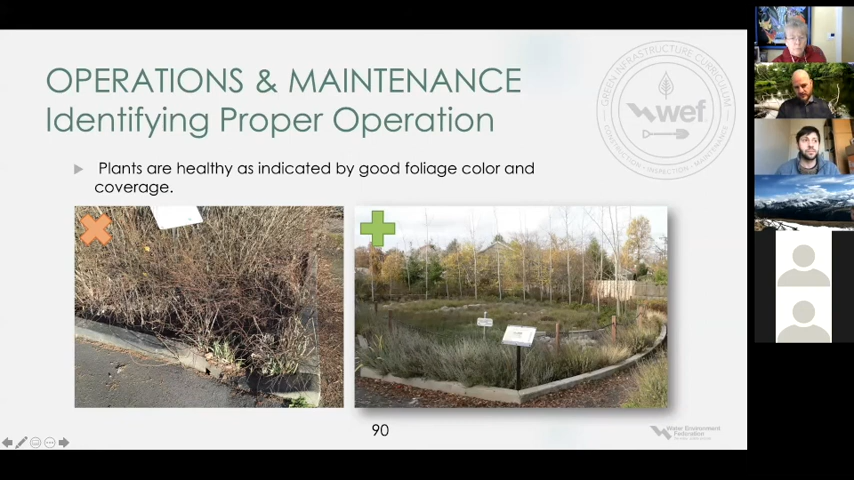 OPERATIONS & MAINTENANCE
Identifying Proper Operation
Plants are healthy as indicated by good foliage color and
coverage.
GREEN INFRASTRUCTURE CURRICULUM
wef
CONSTRUCTION • INSPECTION • MAINTENANCE
90
Water Environment
Federation